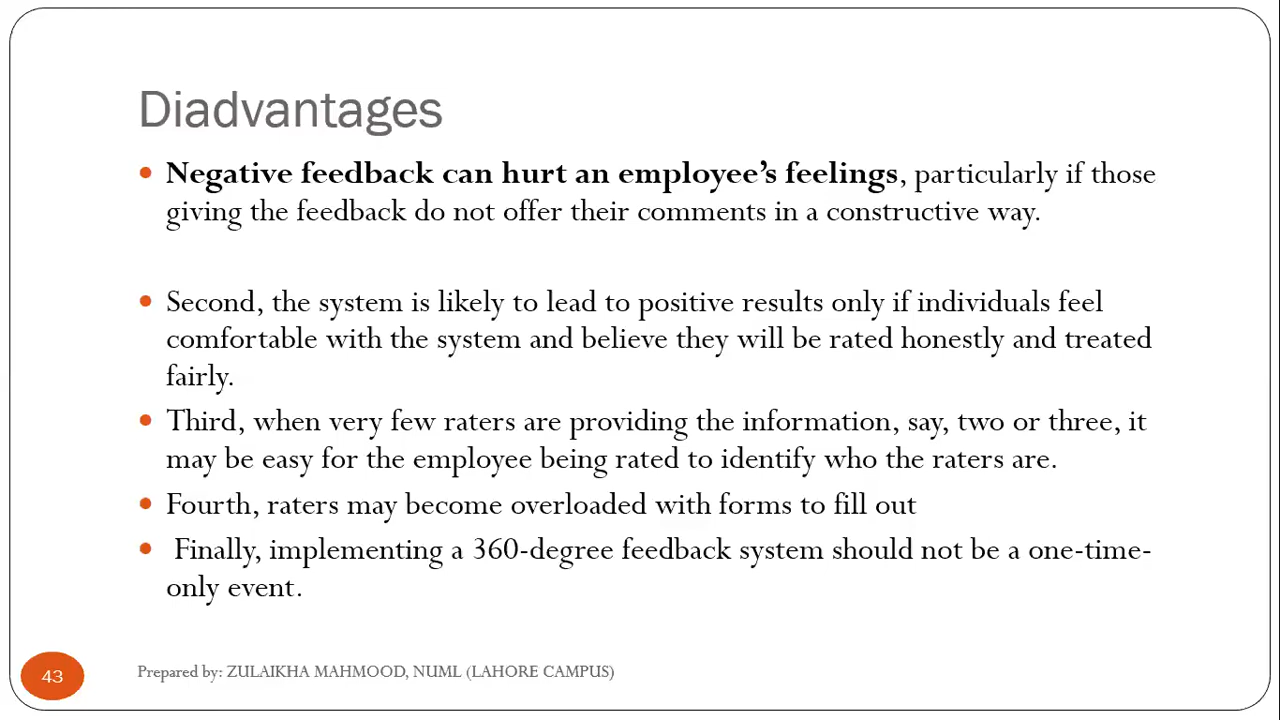 Diadvantages
• Negative feedback can hurt an employee’s feelings, particularly if those
giving the feedback do not offer their comments in a constructive way.
• Second, the system is likely to lead to positive results only if individuals feel
comfortable with the system and believe they will be rated honestly and treated
fairly.
• Third, when very few raters are providing the information, say, two or three, it
may be easy for the employee being rated to identify who the raters are.
• Fourth, raters may become overloaded with forms to fill out
• Finally, implementing a 360-degree feedback system should not be a one-time-
only event.
43
Prepared by: ZULAIKHA MAHMOOD, NUML (LAHORE CAMPUS)